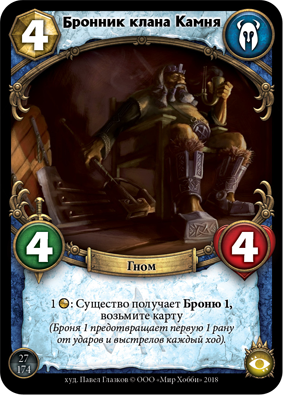 4
Бронник клана Камня
4
4
Гном
1 : Существо получает Броню 1,
возьмите карту
(Броня 1 предотвращает первую 1 рану
от ударов и выстрелов каждый ход).
27
174
худ. Павел Глазков © ООО «Мир Хобби» 2018